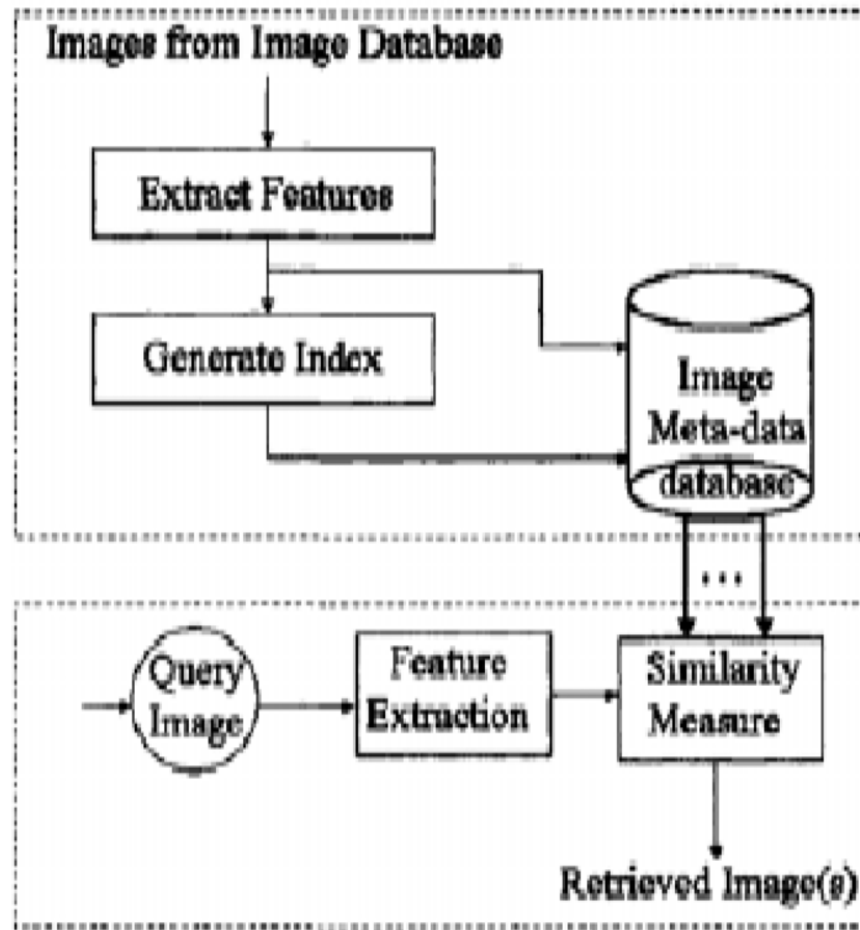 Images from Image Database
Extract Features
Generate Index
Image
Meta-data
database
...
Query
Image
Feature
Extraction
Similarity
Measure
Retrieved Image(s)